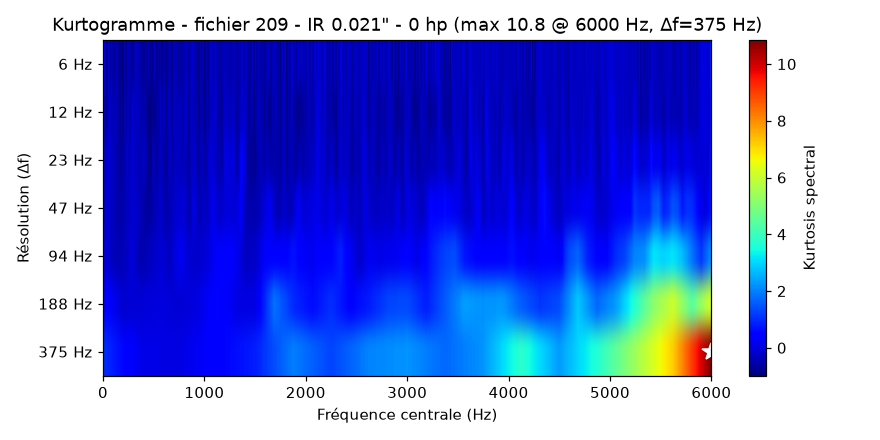 Kurtogramme - fichier 209 - IR 0.021" - 0 hp (max 10.8 @ 6000 Hz, Δf=375 Hz)
6 Hz
12 Hz
23 Hz
47 Hz
94 Hz
188 Hz
375 Hz
Résolution (Δf)
0
1000
2000
3000
4000
5000
6000
Fréquence centrale (Hz)
10
8
6
4
2
0
Kurtosis spectral